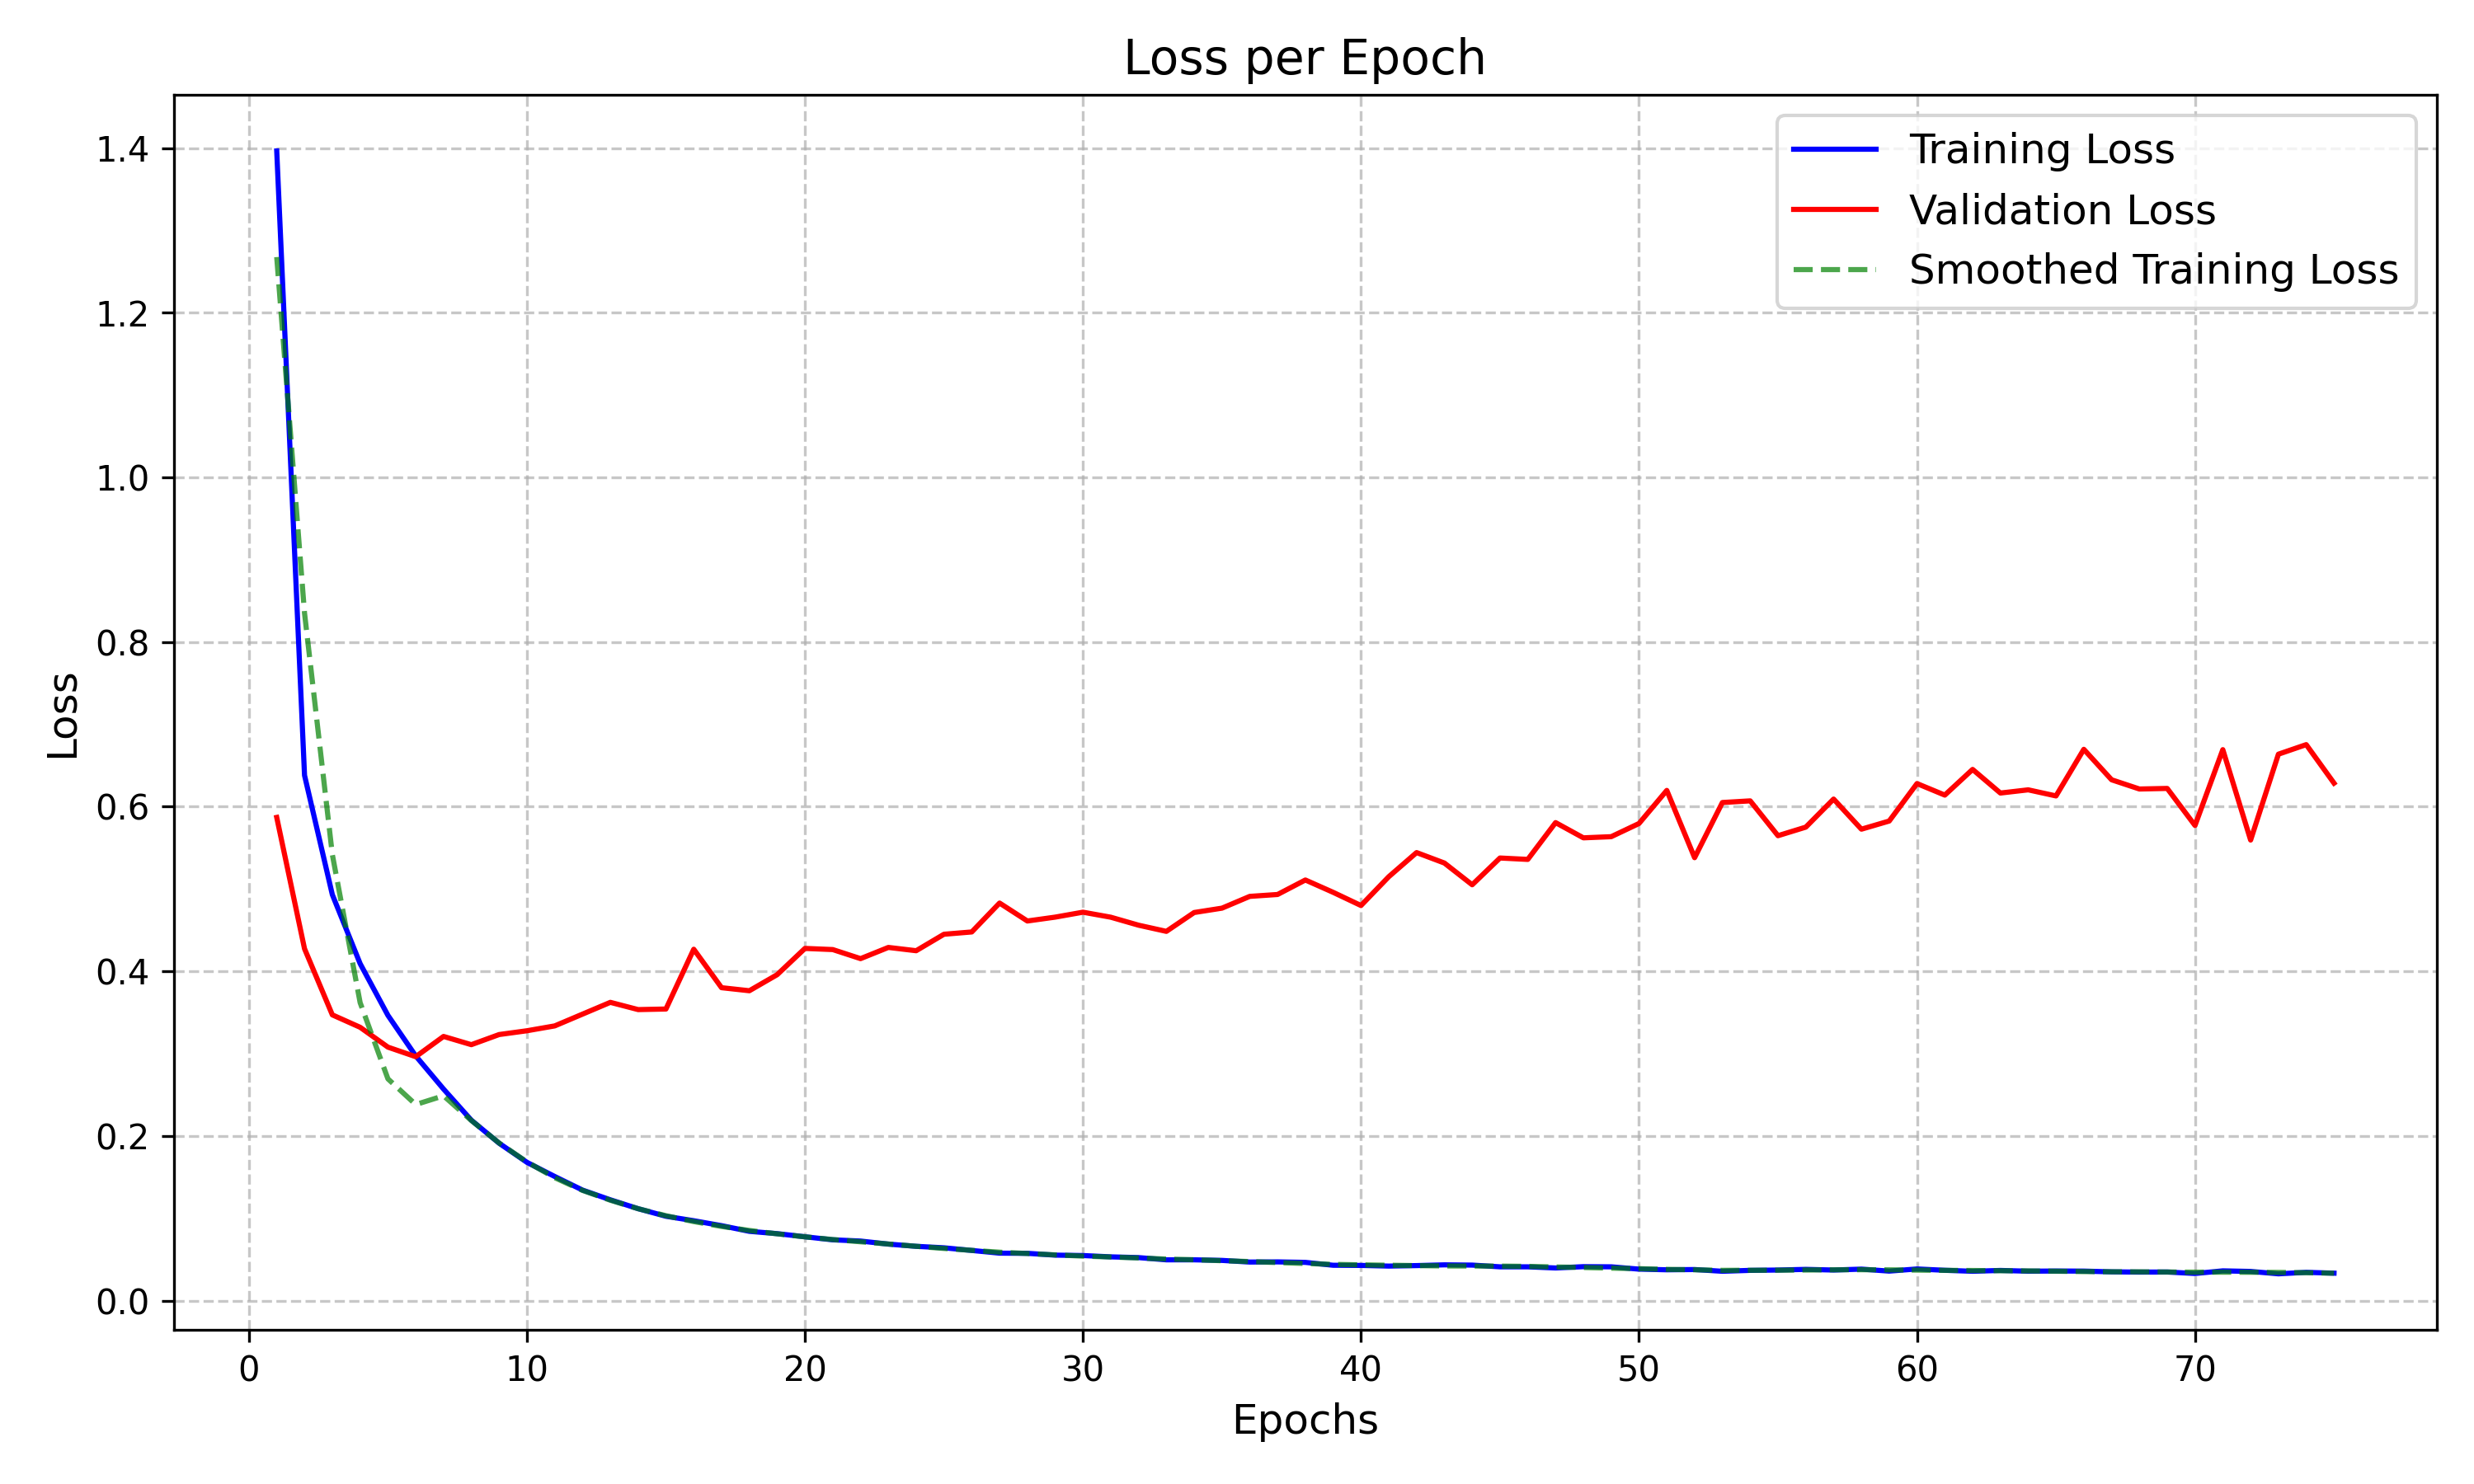 Loss per Epoch
Training Loss
Validation Loss
Smoothed Training Loss
Loss
1.4
1.2
1.0
0.8
0.6
0.4
0.2
0.0
0 10 20 30 40 50 60 70
Epochs